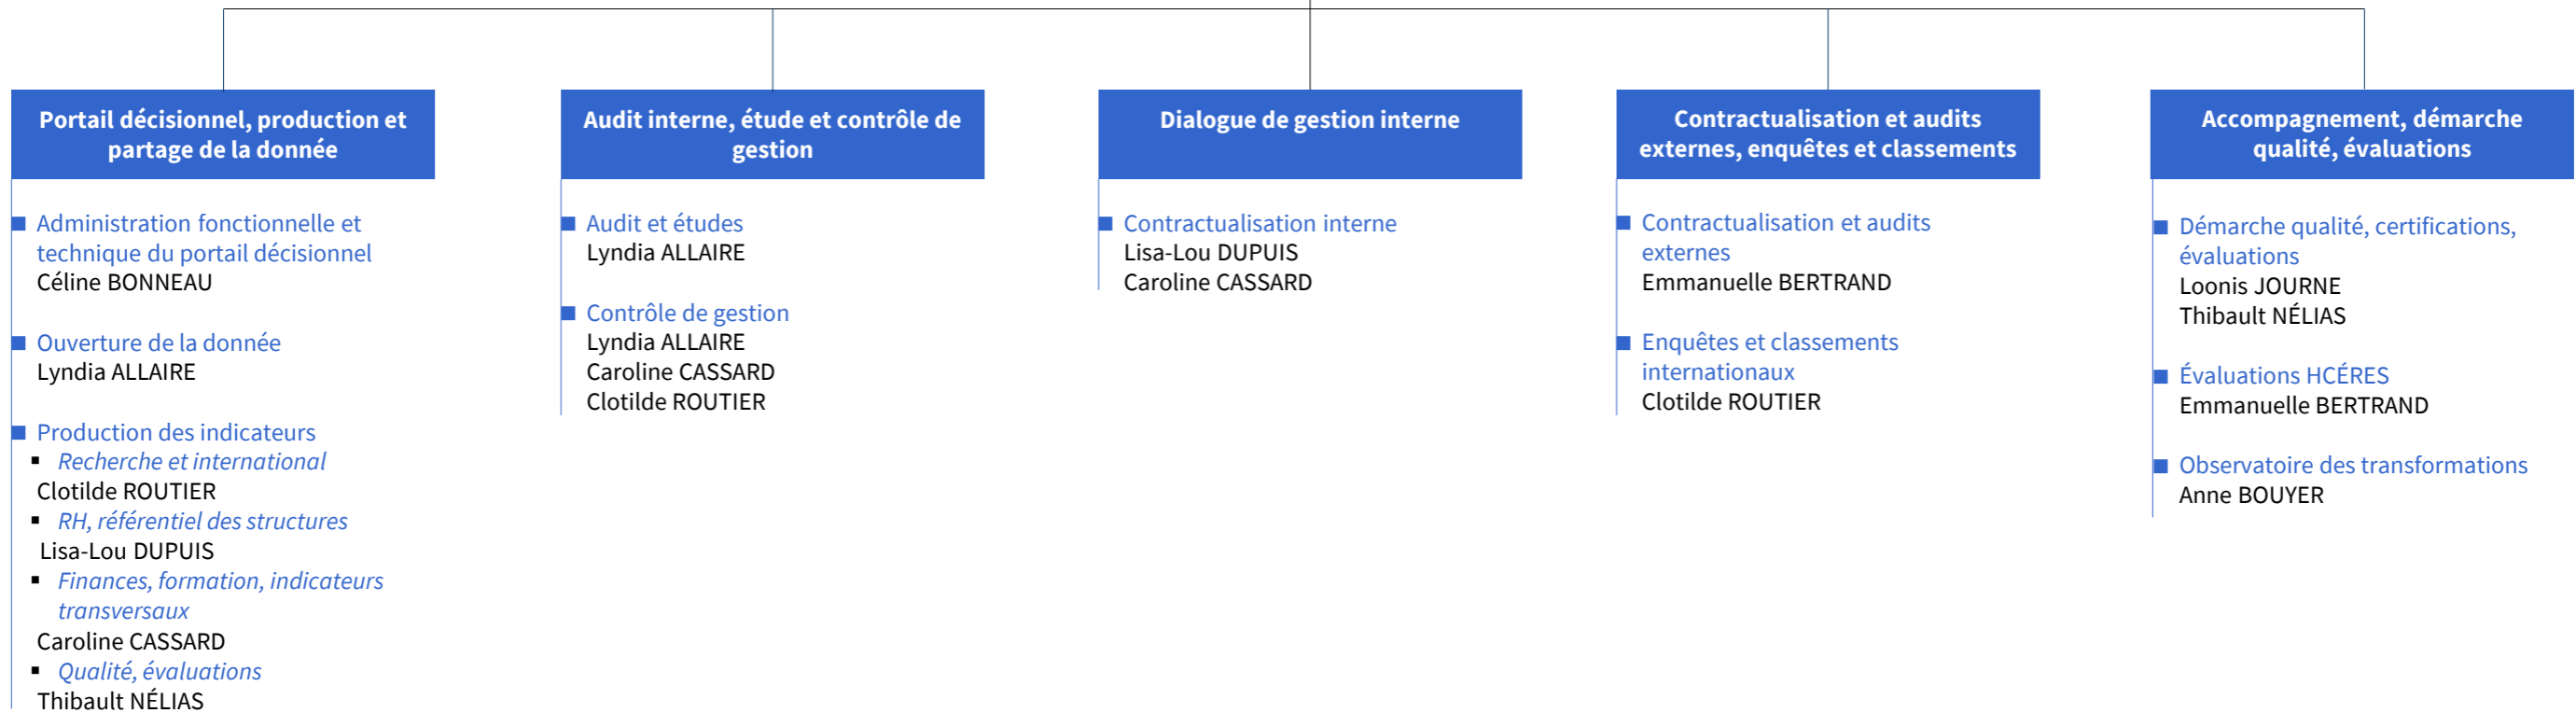 Portail décisionnel, production et
partage de la donnée
Administration fonctionnelle et
technique du portail décisionnel
Céline BONNEAU
Ouverture de la donnée
Lyndia ALLAIRE
Production des indicateurs
Recherche et international
Clotilde ROUTIER
RH, référentiel des structures
Lisa-Lou DUPUIS
Finances, formation, indicateurs
transversaux
Caroline CASSARD
Qualité, évaluations
Thibault NÉLIAS
Audit interne, étude et contrôle de
gestion
Audit et études
Lyndia ALLAIRE
Contrôle de gestion
Lyndia ALLAIRE
Caroline CASSARD
Clotilde ROUTIER
Dialogue de gestion interne
Contractualisation interne
Lisa-Lou DUPUIS
Caroline CASSARD
Contractualisation et audits
externes, enquêtes et classements
Contractualisation et audits
externes
Emmanuelle BERTRAND
Enquêtes et classements
internationaux
Clotilde ROUTIER
Accompagnement, démarche
qualité, évaluations
Démarche qualité, certifications,
évaluations
Loonis JOURNE
Thibault NÉLIAS
Évaluations HCÉRES
Emmanuelle BERTRAND
Observatoire des transformations
Anne BOUYER